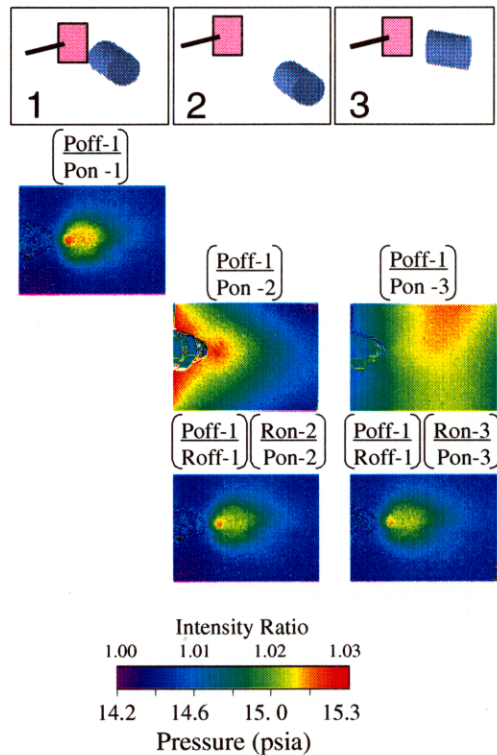 1 2 3
Poff-1
Pon -1
Poff-1 Poff-1
Pon -2 Pon -3
Poff-1 Ron-2 Poff-1 Ron-3
Roff-1 Pon-2 Roff-1 Pon-3
Intensity Ratio
1.00 1.01 1.02 1.03
14.2 14.6 15. 0 15.3
Pressure (psia)